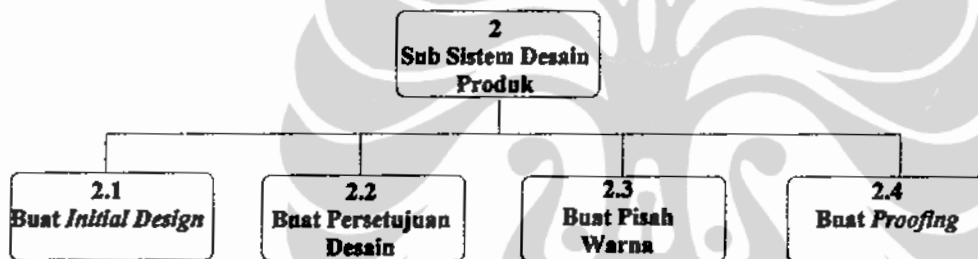 2
Sub Sistem Desain
Produk
2.1
Buat Initial Design
2.2
Buat Persetujuan
Desain
2.3
Buat Pisah
Warna
2.4
Buat Proofing